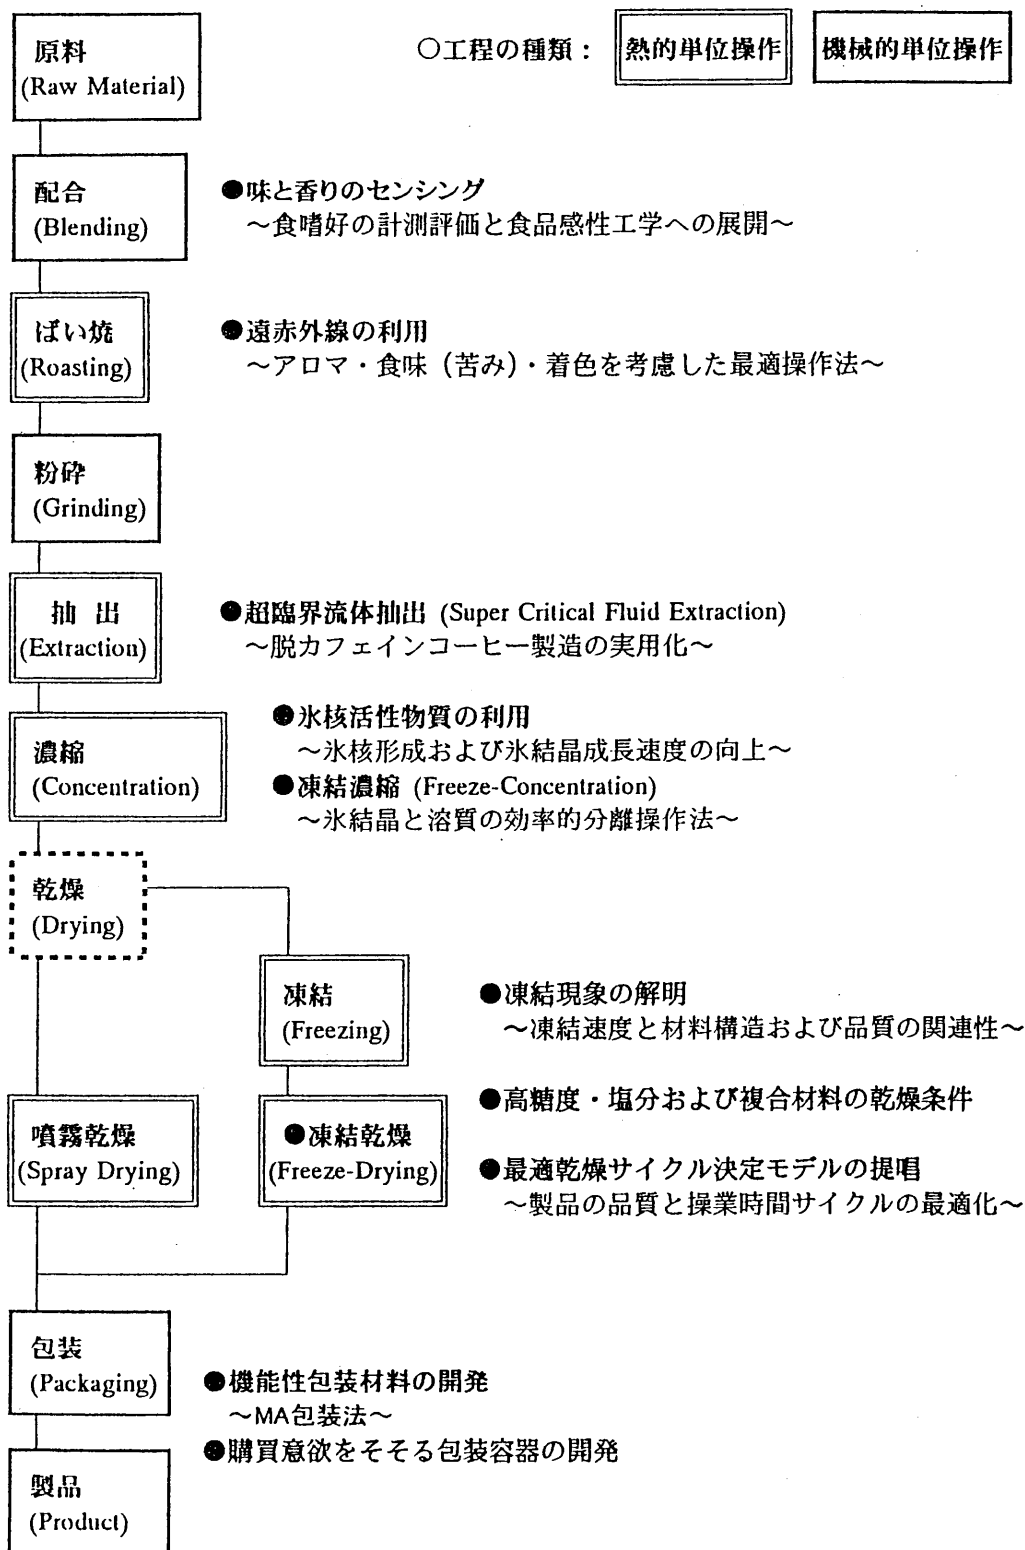 原料
(Raw Material)
○工程の種類：
熱的単位操作
機械的単位操作
配合
(Blending)
●味と香りのセンシング
～食嗜好の計測評価と食品感性工学への展開～
ばい焼
(Roasting)
●遠赤外線の利用
～アロマ・食味（苦み）・着色を考慮した最適操作法～
粉砕
(Grinding)
抽 出
(Extraction)
●超臨界流体抽出 (Super Critical Fluid Extraction)
～脱カフェインコーヒー製造の実用化～
濃縮
(Concentration)
●氷核活性物質の利用
～氷核形成および氷結晶成長速度の向上～
●凍結濃縮 (Freeze-Concentration)
～氷結晶と溶質の効率的分離操作法～
乾燥
(Drying)
凍結
(Freezing)
●凍結現象の解明
～凍結速度と材料構造および品質の関連性～
噴霧乾燥
(Spray Drying)
●凍結乾燥
(Freeze-Drying)
●高糖度・塩分および複合材料の乾燥条件
●最適乾燥サイクル決定モデルの提唱
～製品の品質と操業時間サイクルの最適化～
包装
(Packaging)
●機能性包装材料の開発
～MA包装法～
●購買意欲をそそる包装容器の開発
製品
(Product)